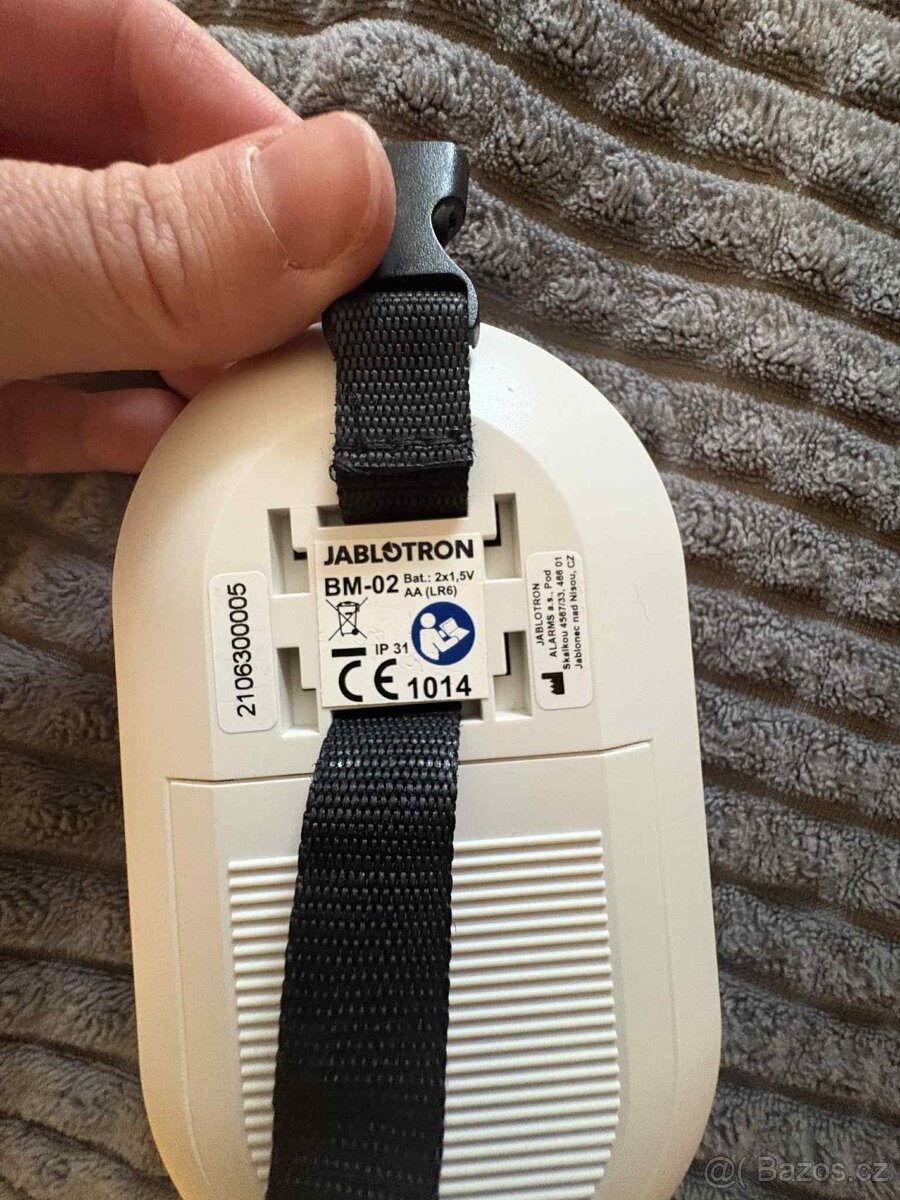 JABLOTRON
BM-02 Bat.: 2x1,5V
AA (LR6)
IP 31
CE 1014
2106300005
JABLOTRON
ALARMS a.s., Pod
Skalkou 4567/33, 466 01
Jablonec nad Nisou, CZ
@( Bazos.cz